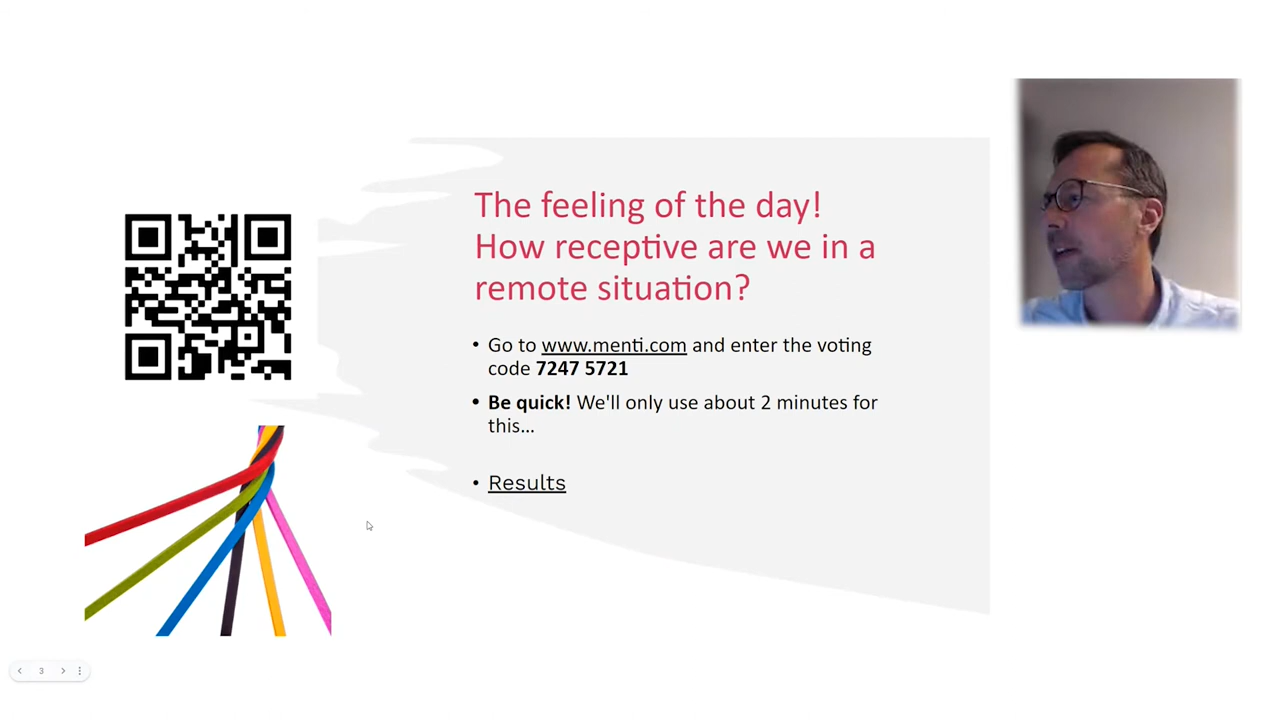 The feeling of the day!
How receptive are we in a
remote situation?
• Go to www.menti.com and enter the voting
code 7247 5721
• Be quick! We'll only use about 2 minutes for
this...
• Results
3